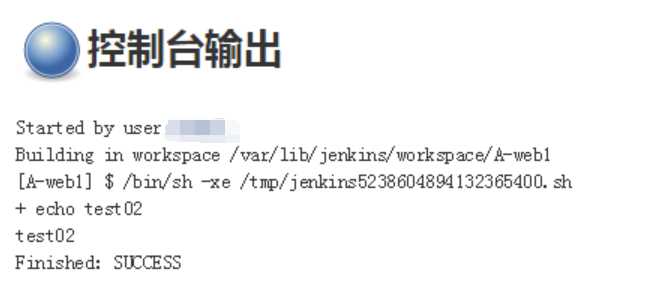 控制台输出
Started by user
Building in workspace /var/lib/jenkins/workspace/A-web1
[A-web1] $ /bin/sh -xe /tmp/jenkins5238604894132365400.sh
+ echo test02
test02
Finished: SUCCESS